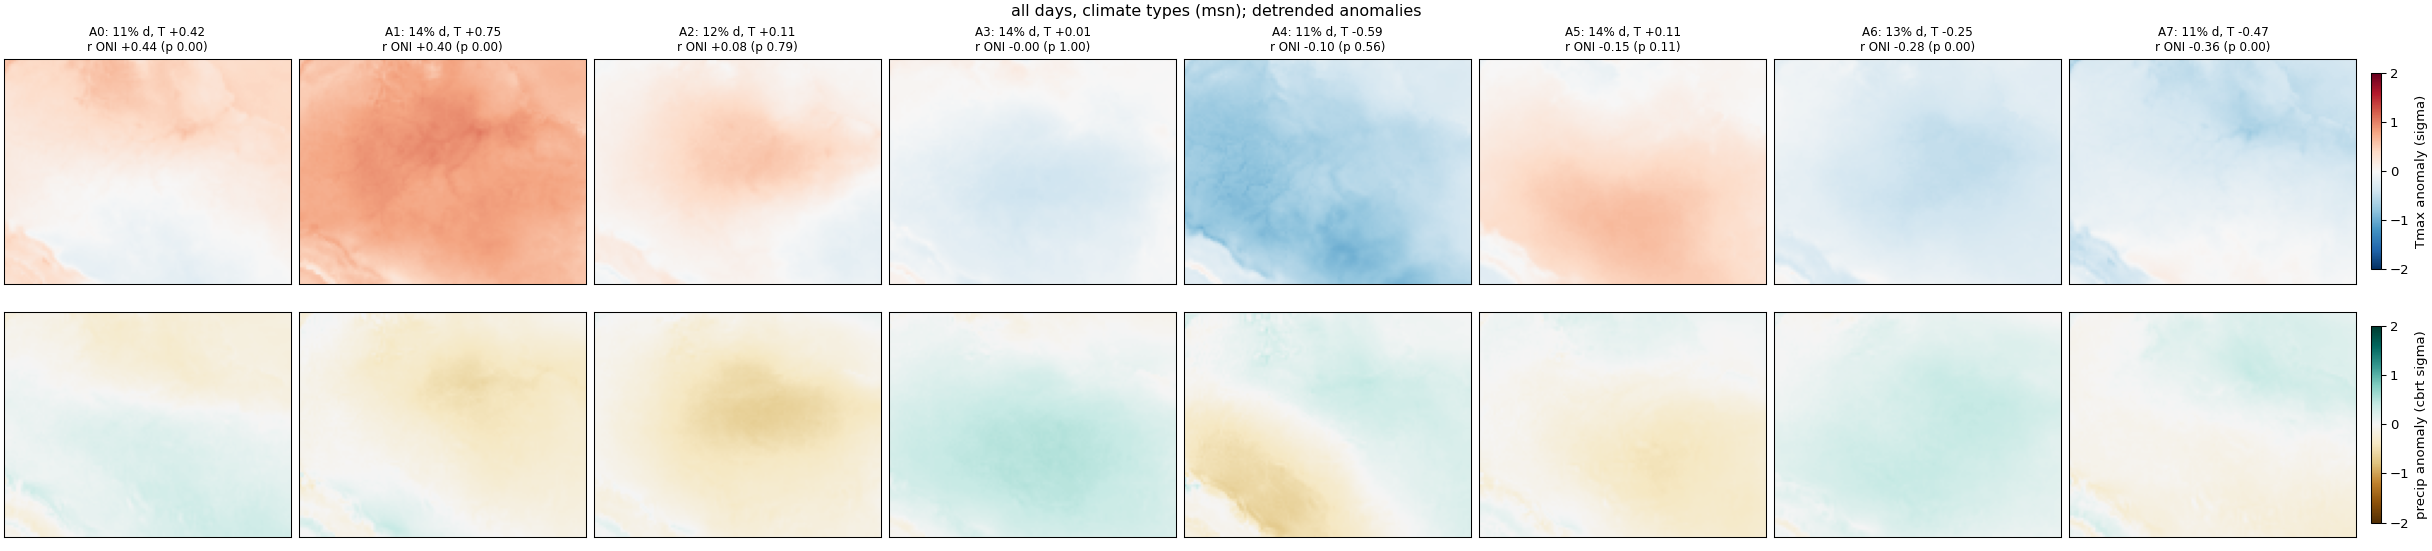 all days, climate types (msn); detrended anomalies
A0: 11% d, T +0.42
r ONI +0.44 (p 0.00)
A1: 14% d, T +0.75
r ONI +0.40 (p 0.00)
A2: 12% d, T +0.11
r ONI +0.08 (p 0.79)
A3: 14% d, T +0.01
r ONI -0.00 (p 1.00)
A4: 11% d, T -0.59
r ONI -0.10 (p 0.56)
A5: 14% d, T +0.11
r ONI -0.15 (p 0.11)
A6: 13% d, T -0.25
r ONI -0.28 (p 0.00)
A7: 11% d, T -0.47
r ONI -0.36 (p 0.00)
2
1
0
−1
−2
Tmax anomaly (sigma)
2
1
0
−1
−2
precip anomaly (cbrt sigma)